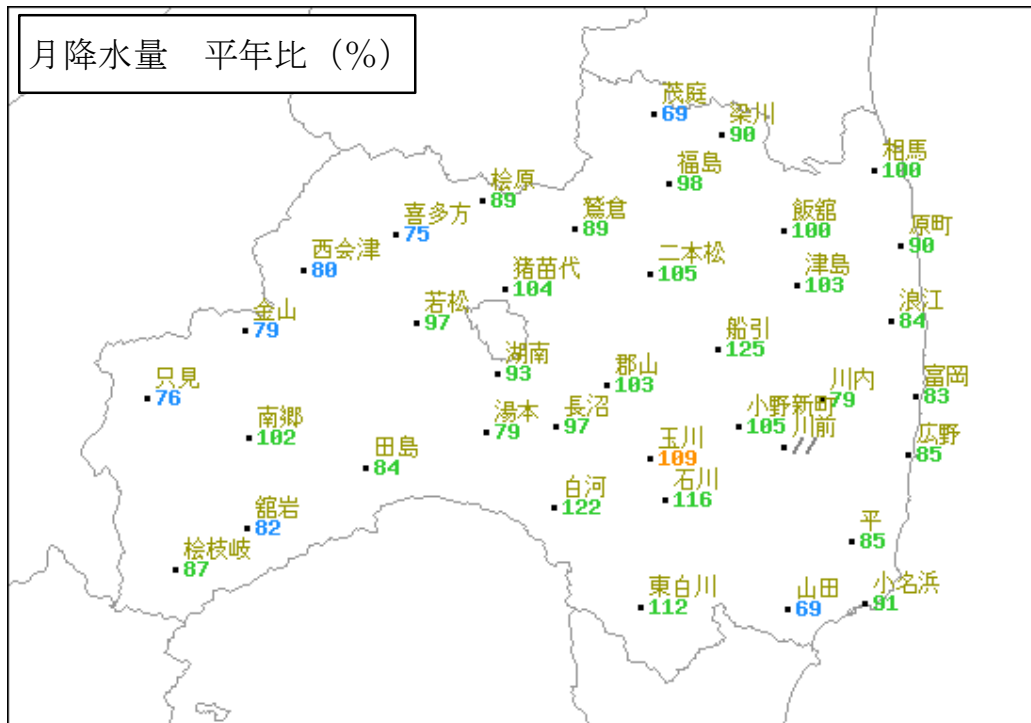 月降水量 平年比（％）
茂庭
69
梁川
90
相馬
100
福島
98
桧原
89
鷲倉
89
飯舘
100
喜多方
75
原町
90
西会津
80
二本松
105
津島
103
猪苗代
104
浪江
84
金山
79
若松
97
船引
125
湖南
93
郡山
103
川内
79
富岡
83
只見
76
南郷
102
湯本
79
長沼
97
小野新町
105
川前
//
広野
85
田島
84
玉川
109
石川
116
白河
122
舘岩
82
平
85
桧枝岐
87
東白川
112
山田
69
小名浜
91